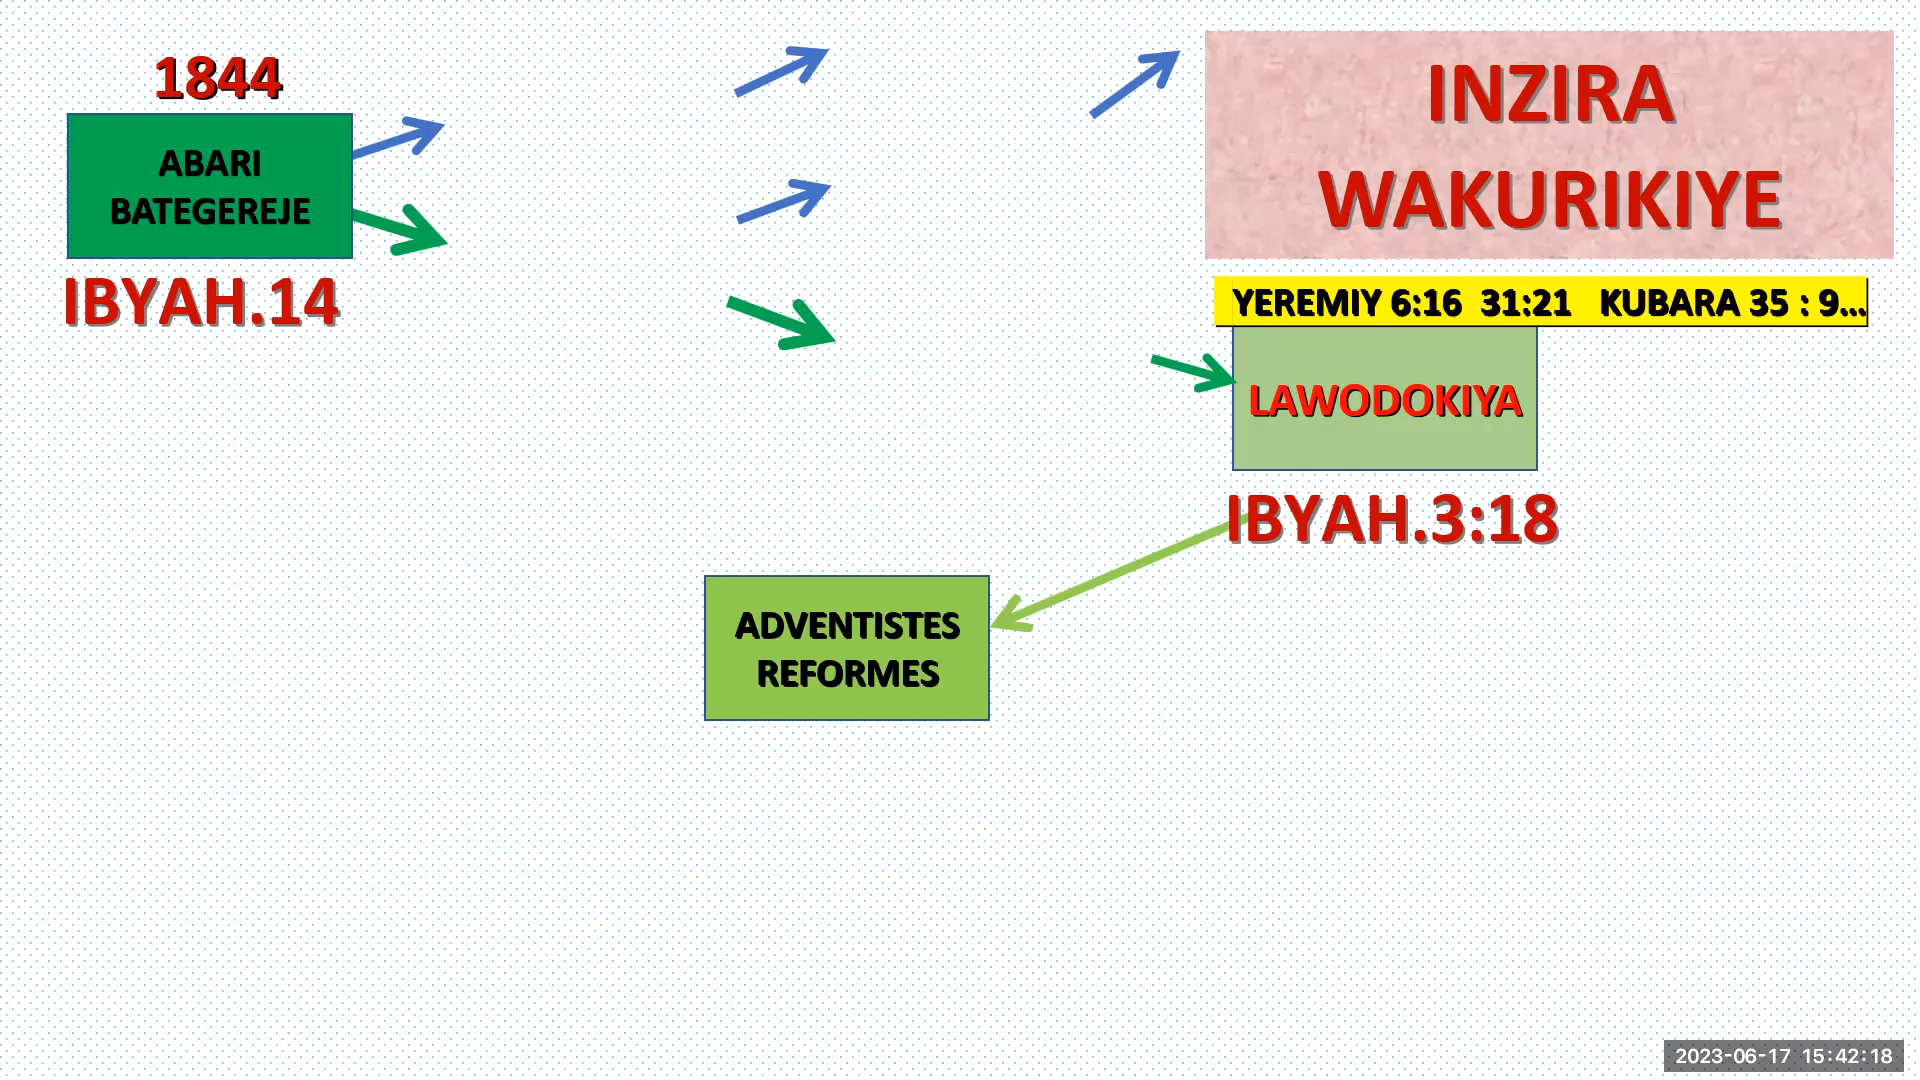 1844
ABARI
BATEGEREJE
IBYAH.14
INZIRA
WAKURIKIYE
YEREMIY 6:16 31:21 KUBARA 35 : 9...
LAWODOKIYA
IBYAH.3:18
ADVENTISTES
REFORMES
2023-06-17 15:42:18